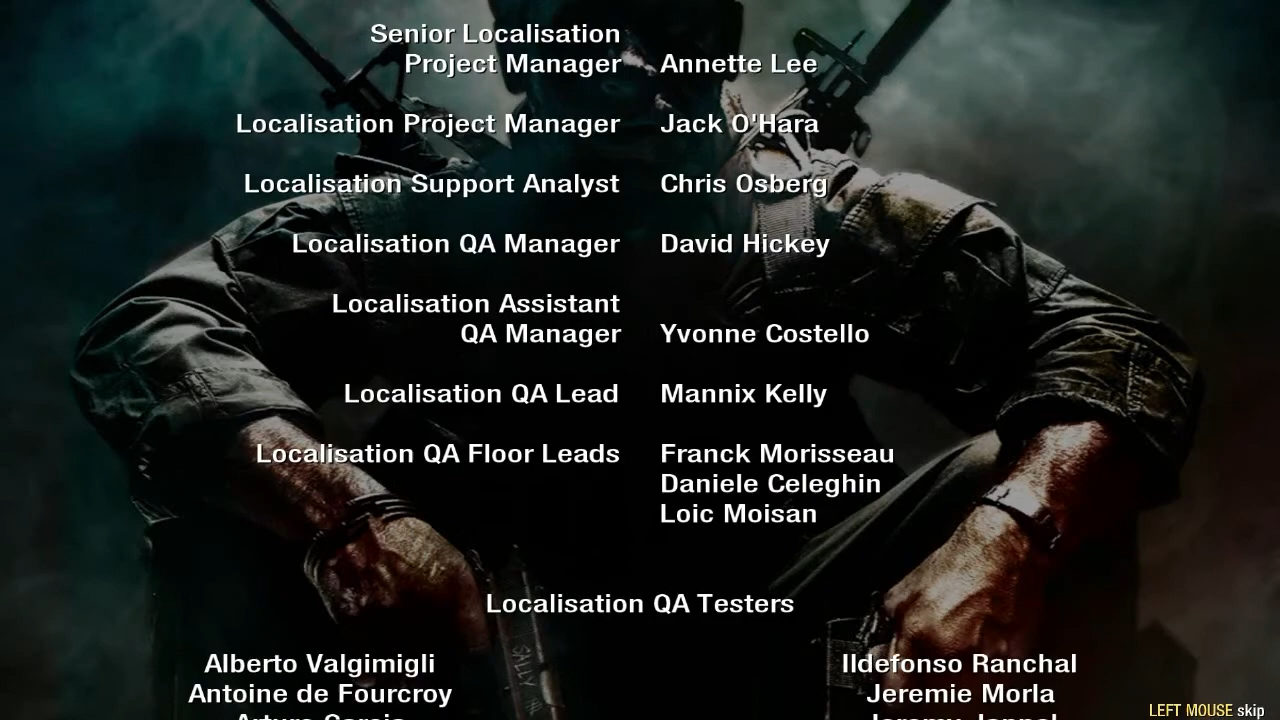 Senior Localisation
Project Manager Annette Lee
Localisation Project Manager Jack O'Hara
Localisation Support Analyst Chris Osberg
Localisation QA Manager David Hickey
Localisation Assistant
QA Manager Yvonne Costello
Localisation QA Lead Mannix Kelly
Localisation QA Floor Leads Franck Morisseau
Daniele Celeghin
Loic Moisan
Localisation QA Testers
Alberto Valgimigli Ildefonso Ranchal
Antoine de Fourcroy Jeremie Morla
LEFT MOUSE skip